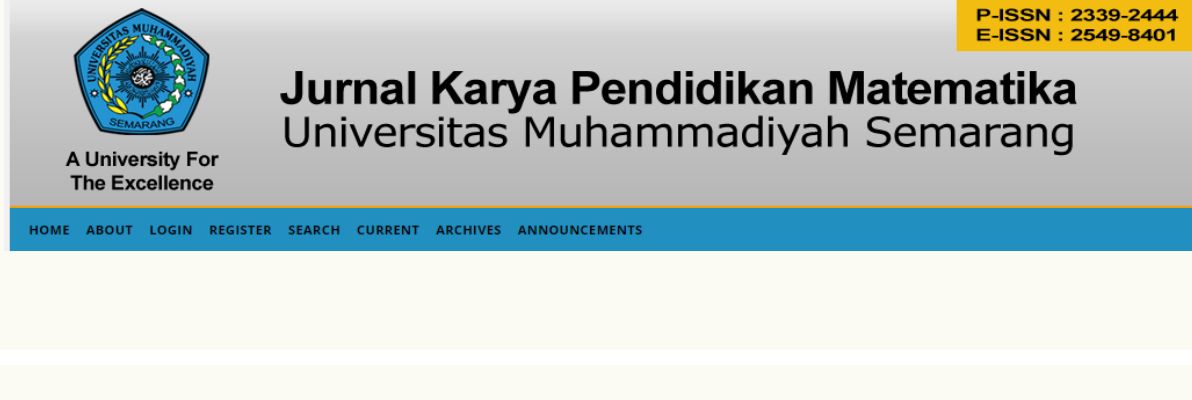 P-ISSN : 2339-2444
E-ISSN : 2549-8401
UNIVERSITAS MUHAMMADIYAH
SEMARANG
Jurnal Karya Pendidikan Matematika
Universitas Muhammadiyah Semarang
A University For
The Excellence
HOME ABOUT LOGIN REGISTER SEARCH CURRENT ARCHIVES ANNOUNCEMENTS